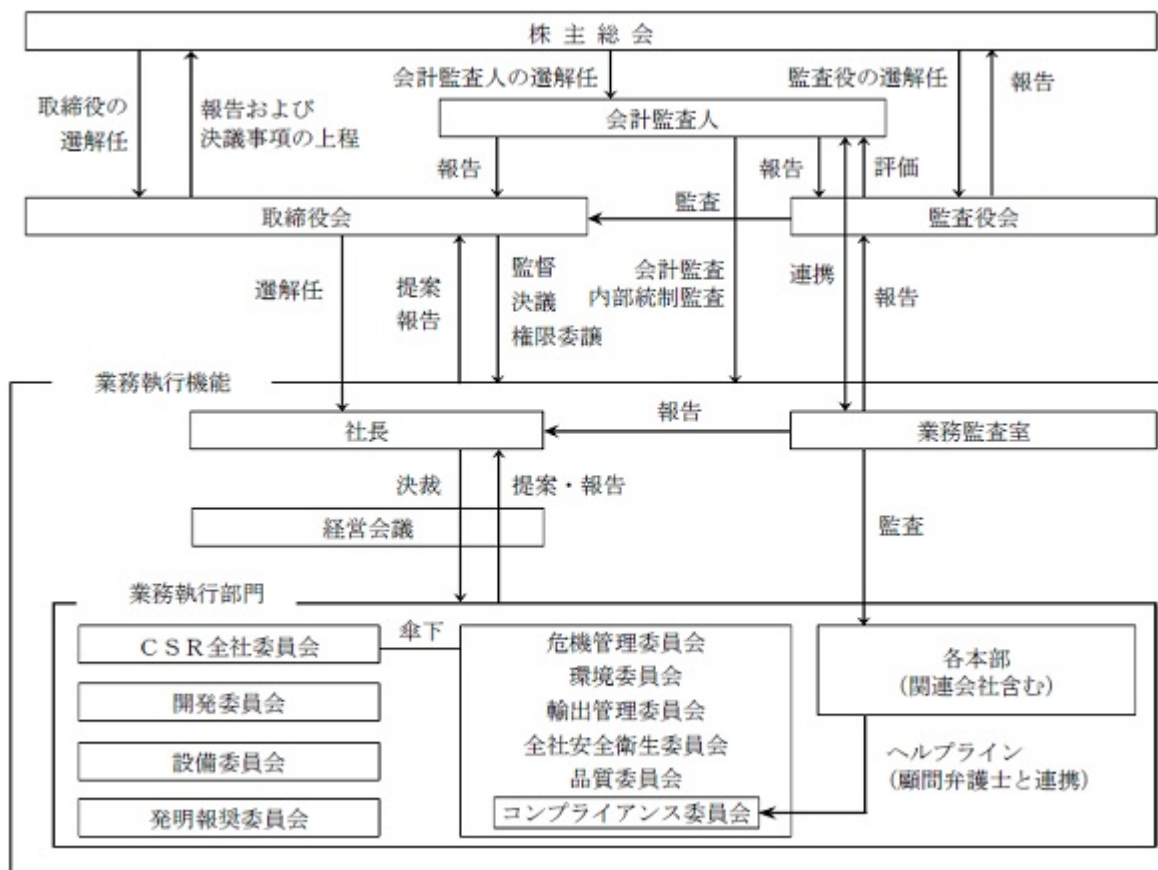 株主総会
会計監査人の選解任
監査役の選解任
報告
取締役の
選解任
報告および
決議事項の上程
会計監査人
報告
報告
評価
取締役会
監査
監査役会
選解任
提案
報告
監督
決議
権限委譲
会計監査
内部統制監査
連携
報告
業務執行機能
社長
報告
業務監査室
決裁
提案・報告
経営会議
監査
業務執行部門
CSR全社委員会
傘下
開発委員会
設備委員会
発明報奨委員会
危機管理委員会
環境委員会
輸出管理委員会
全社安全衛生委員会
品質委員会
コンプライアンス委員会
各本部
(関連会社含む)
ヘルプライン
(顧問弁護士と連携)